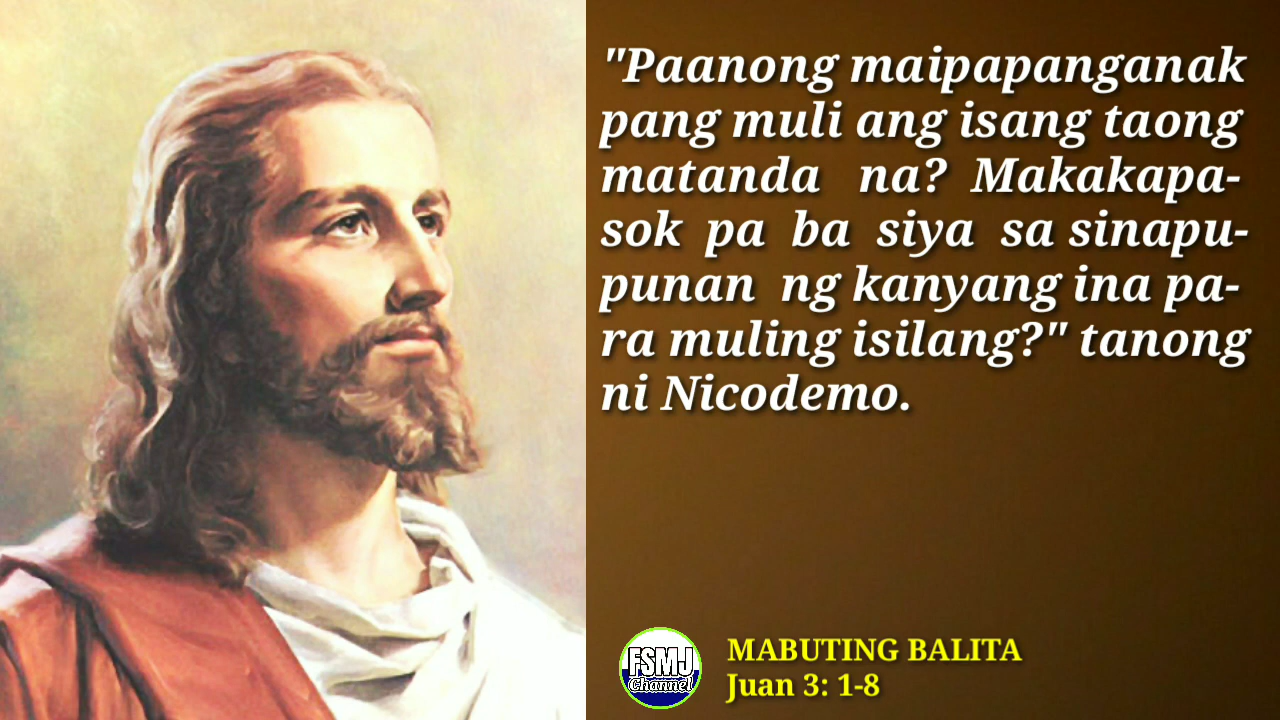 "Paanong maipapanganak
pang muli ang isang taong
matanda na? Makakapa-
sok pa ba siya sa sinapu-
punan ng kanyang ina pa-
ra muling isilang?" tanong
ni Nicodemo.
FSMJ
Channel
MABUTING BALITA
Juan 3: 1-8